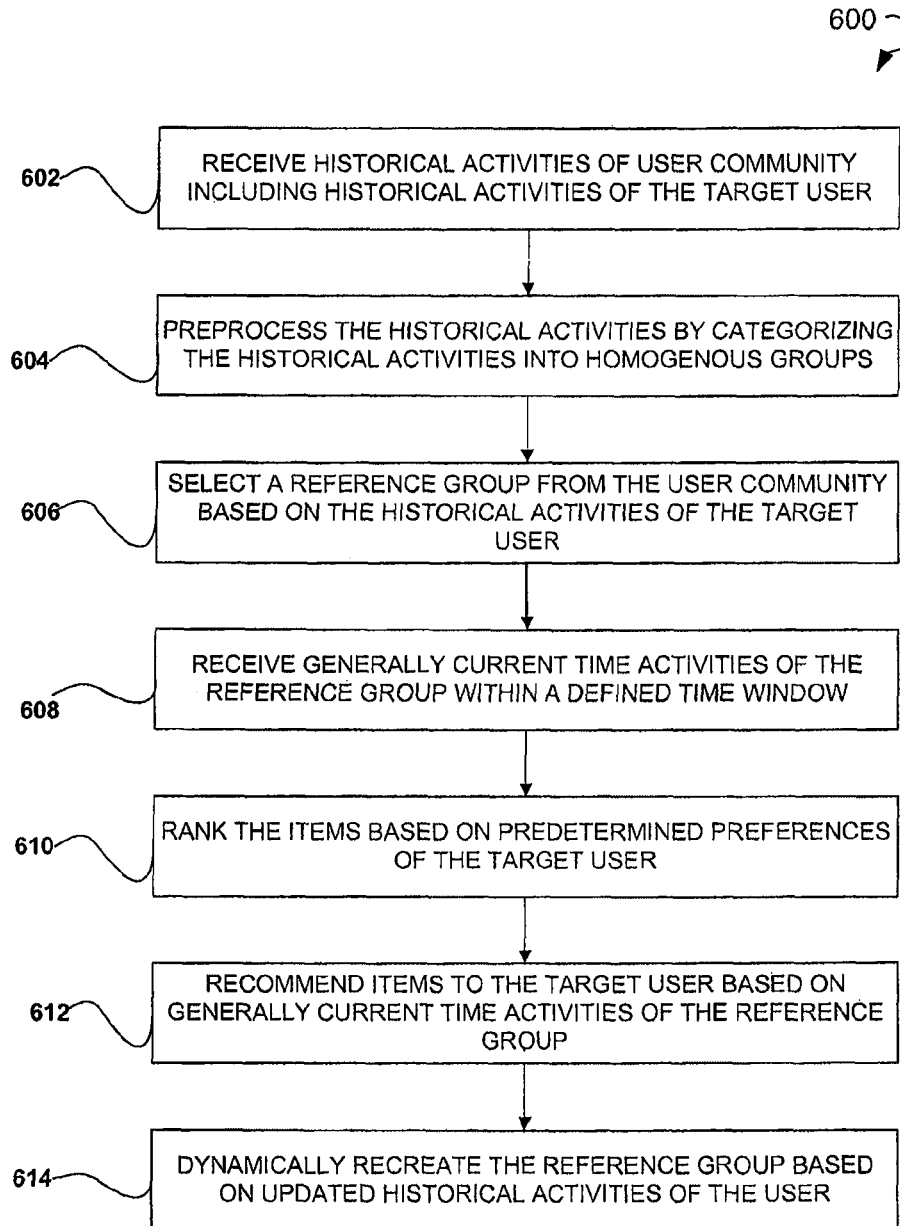 600
602
RECEIVE HISTORICAL ACTIVITIES OF USER COMMUNITY
INCLUDING HISTORICAL ACTIVITIES OF THE TARGET USER
604
PREPROCESS THE HISTORICAL ACTIVITIES BY CATEGORIZING
THE HISTORICAL ACTIVITIES INTO HOMOGENOUS GROUPS
606
SELECT A REFERENCE GROUP FROM THE USER COMMUNITY
BASED ON THE HISTORICAL ACTIVITIES OF THE TARGET
USER
608
RECEIVE GENERALLY CURRENT TIME ACTIVITIES OF THE
REFERENCE GROUP WITHIN A DEFINED TIME WINDOW
610
RANK THE ITEMS BASED ON PREDETERMINED PREFERENCES
OF THE TARGET USER
612
RECOMMEND ITEMS TO THE TARGET USER BASED ON
GENERALLY CURRENT TIME ACTIVITIES OF THE REFERENCE
GROUP
614
DYNAMICALLY RECREATE THE REFERENCE GROUP BASED
ON UPDATED HISTORICAL ACTIVITIES OF THE USER